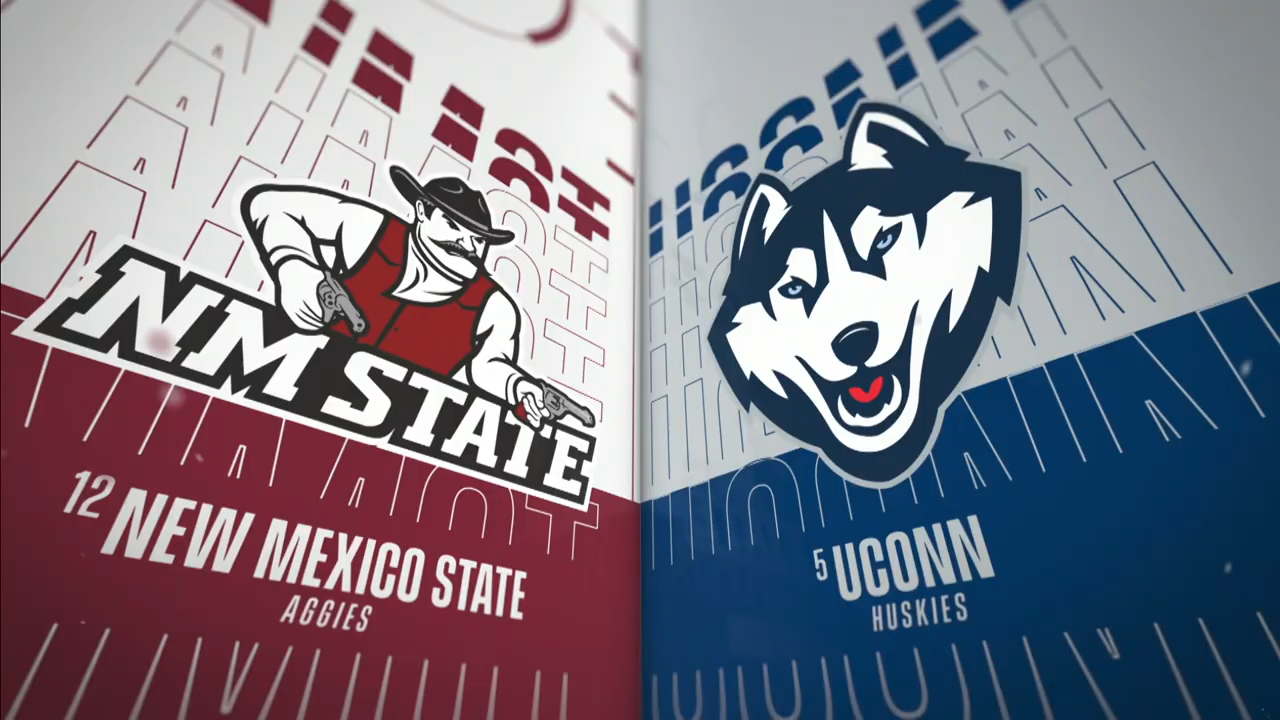 NM STATE
12 NEW MEXICO STATE
AGGIES
5 UCONN
HUSKIES